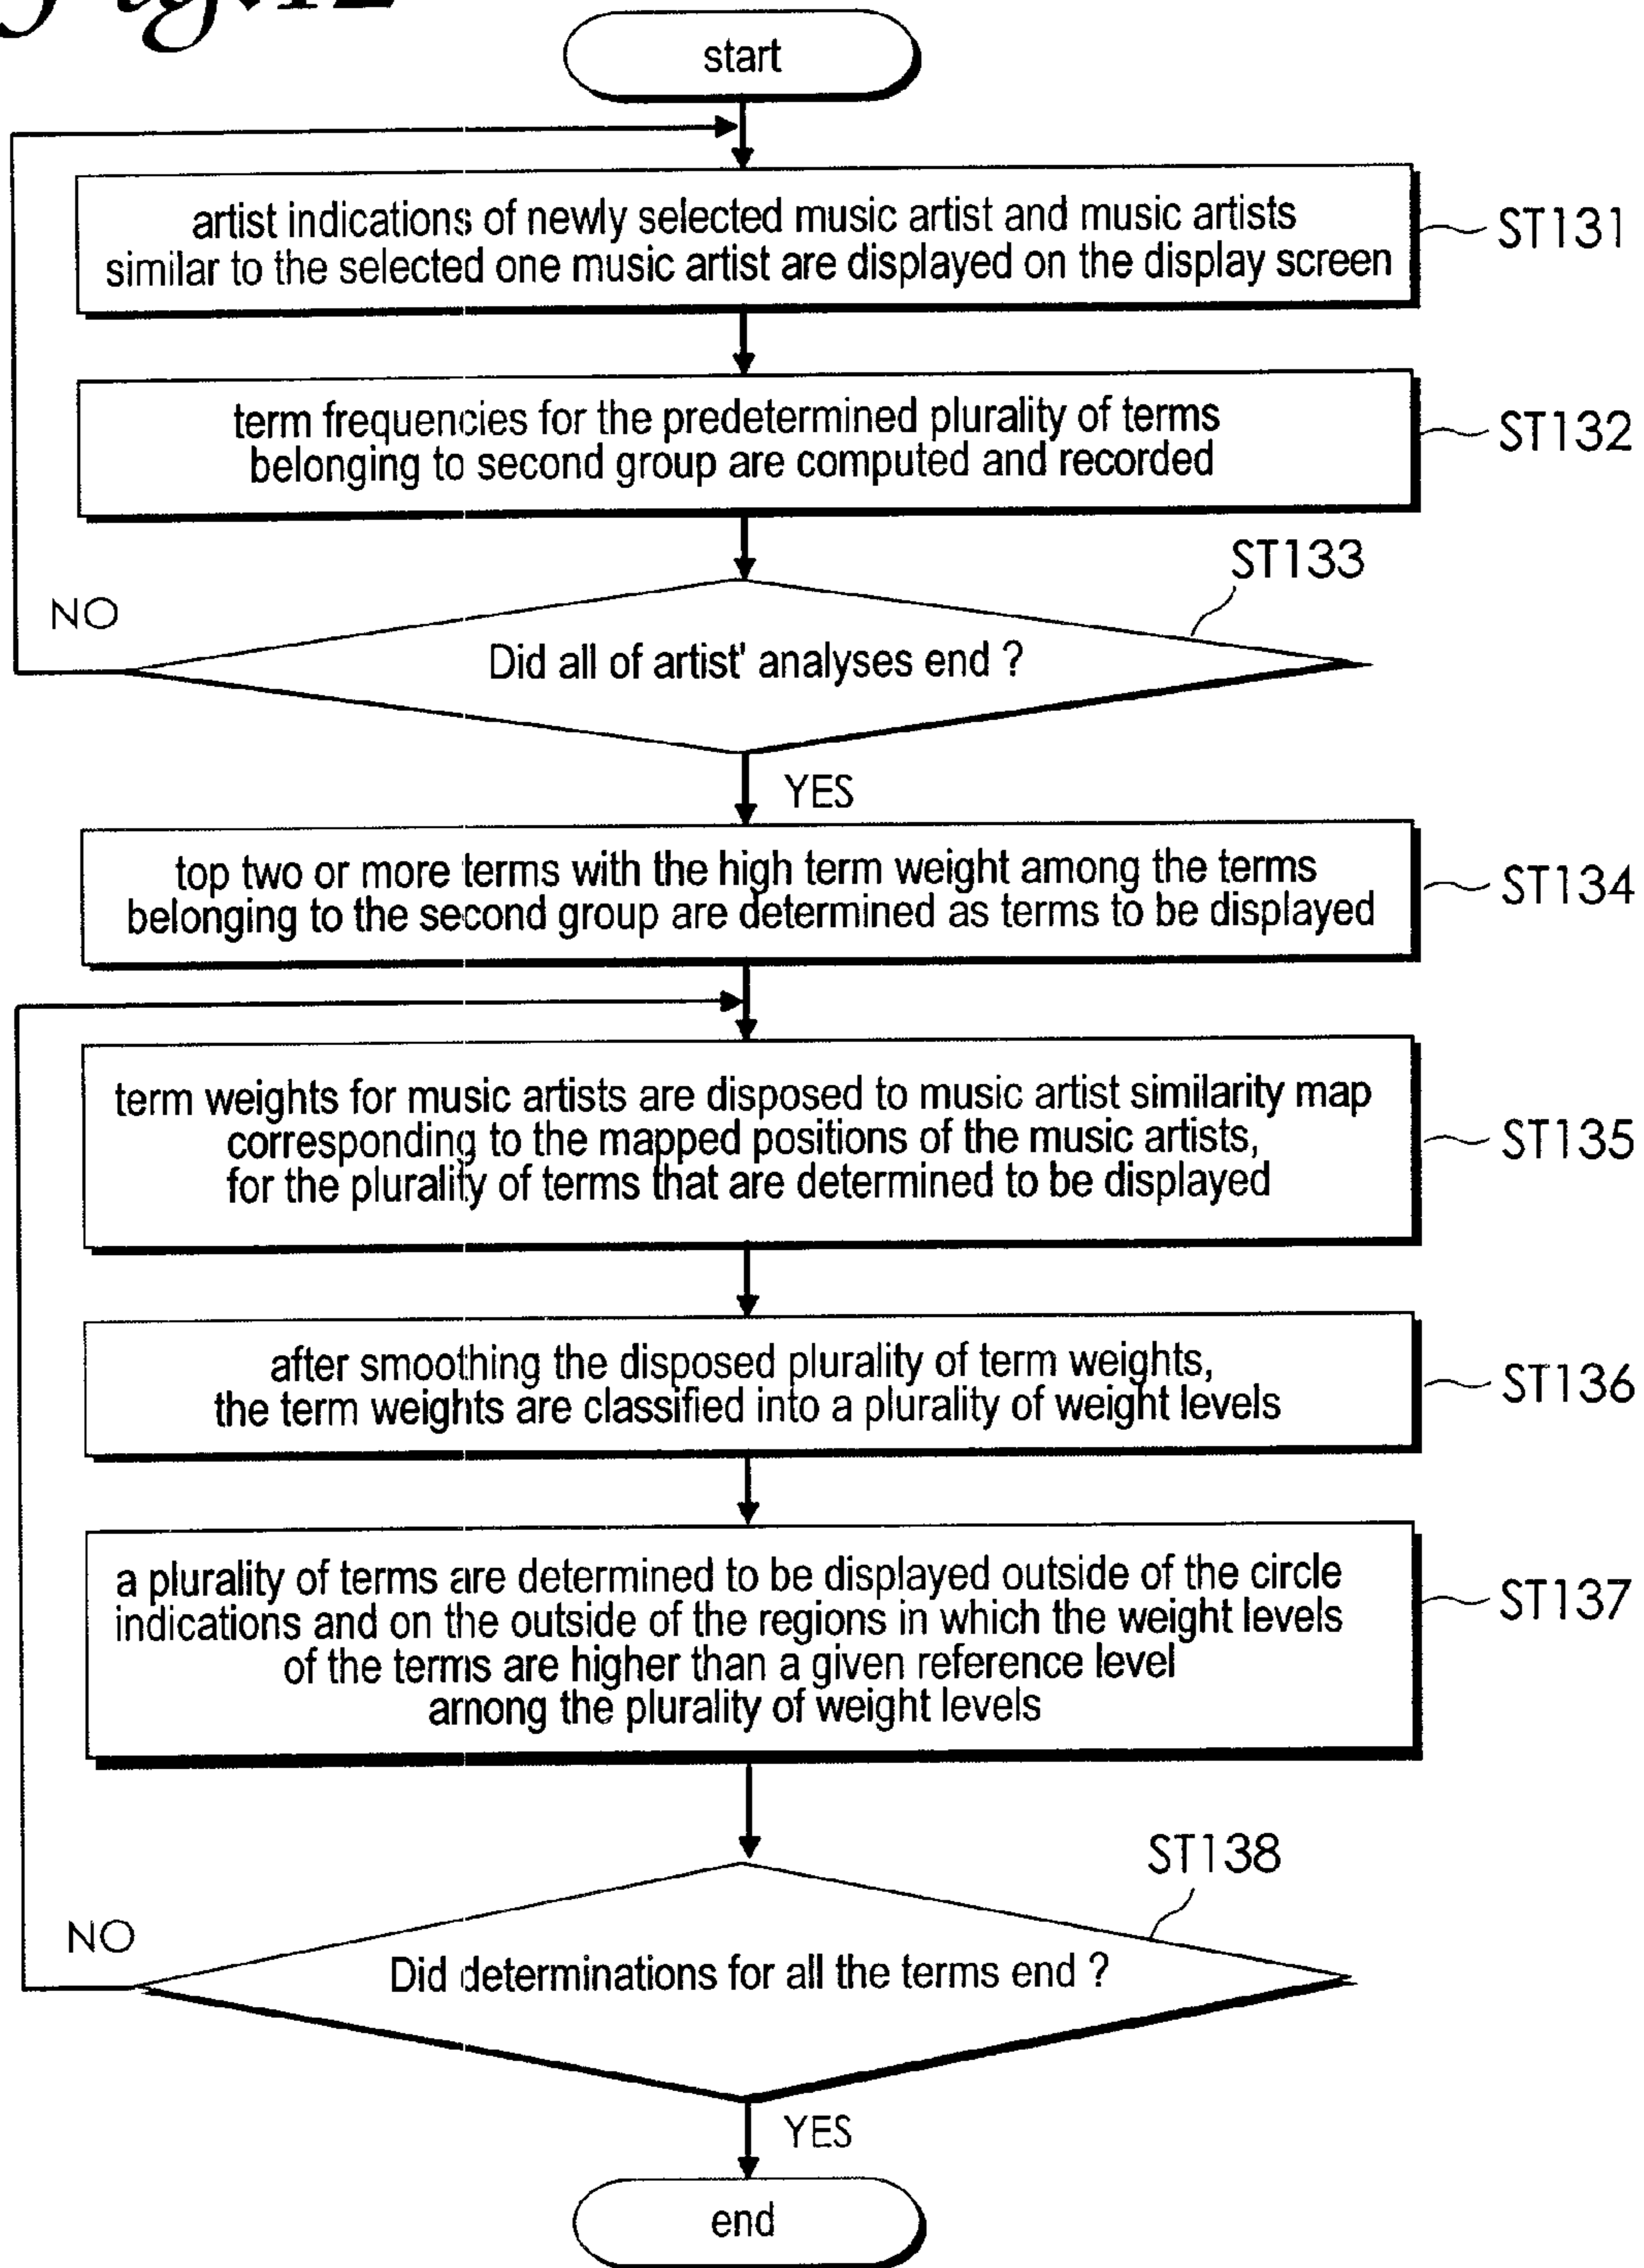 start
artist indications of newly selected music artist and music artists
similar to the selected one music artist are displayed on the display screen
ST131
term frequencies for the predetermined plurality of terms
belonging to second group are computed and recorded
ST132
ST133
NO
Did all of artist' analyses end ?
YES
top two or more terms with the high term weight among the terms
belonging to the second group are determined as terms to be displayed
ST134
term weights for music artists are disposed to music artist similarity map
corresponding to the mapped positions of the music artists,
for the plurality of terms that are determined to be displayed
ST135
after smoothing the disposed plurality of term weights,
the term weights are classified into a plurality of weight levels
ST136
a plurality of terms are determined to be displayed outside of the circle
indications and on the outside of the regions in which the weight levels
of the terms are higher than a given reference level
among the plurality of weight levels
ST137
ST138
NO
Did determinations for all the terms end ?
YES
end